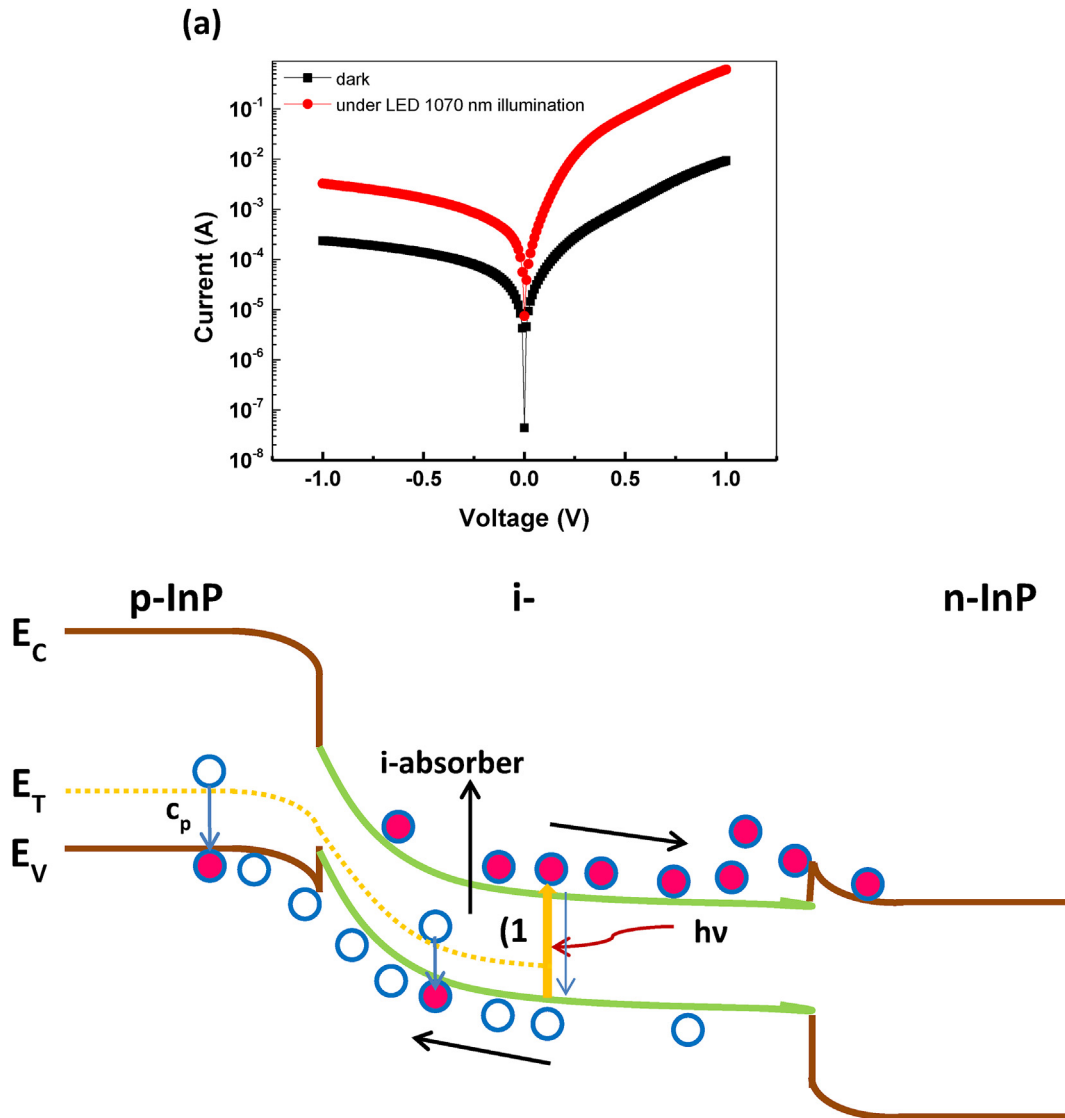 (a)
dark
under LED 1070 nm illumination
10⁻¹
10⁻²
10⁻³
10⁻⁴
10⁻⁵
10⁻⁶
10⁻⁷
10⁻⁸
Current (A)
-1.0 -0.5 0.0 0.5 1.0
Voltage (V)
p-InP i- n-InP
E_C
i-absorber
E_T
c_p
E_V
(1 hν